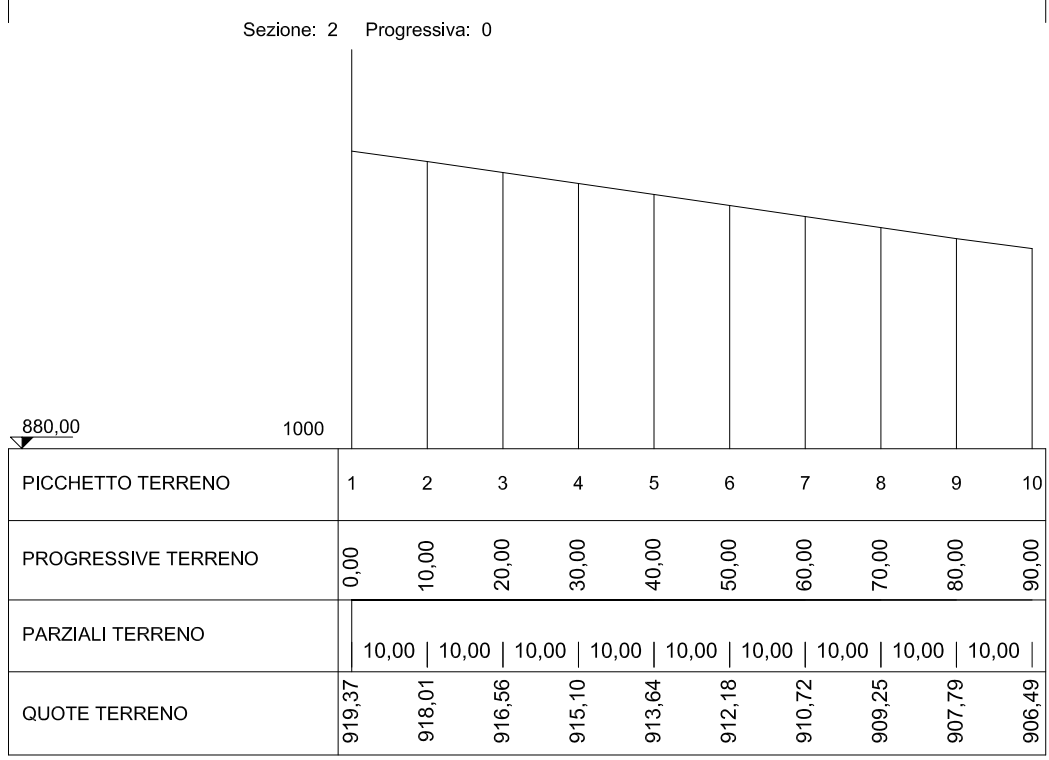 Sezione: 2 Progressiva: 0
880,00 1000
PICCHETTO TERRENO 1 2 3 4 5 6 7 8 9 10
PROGRESSIVE TERRENO 0,00 10,00 20,00 30,00 40,00 50,00 60,00 70,00 80,00 90,00
PARZIALI TERRENO 10,00 10,00 10,00 10,00 10,00 10,00 10,00 10,00 10,00
QUOTE TERRENO 919,37 918,01 916,56 915,10 913,64 912,18 910,72 909,25 907,79 906,49